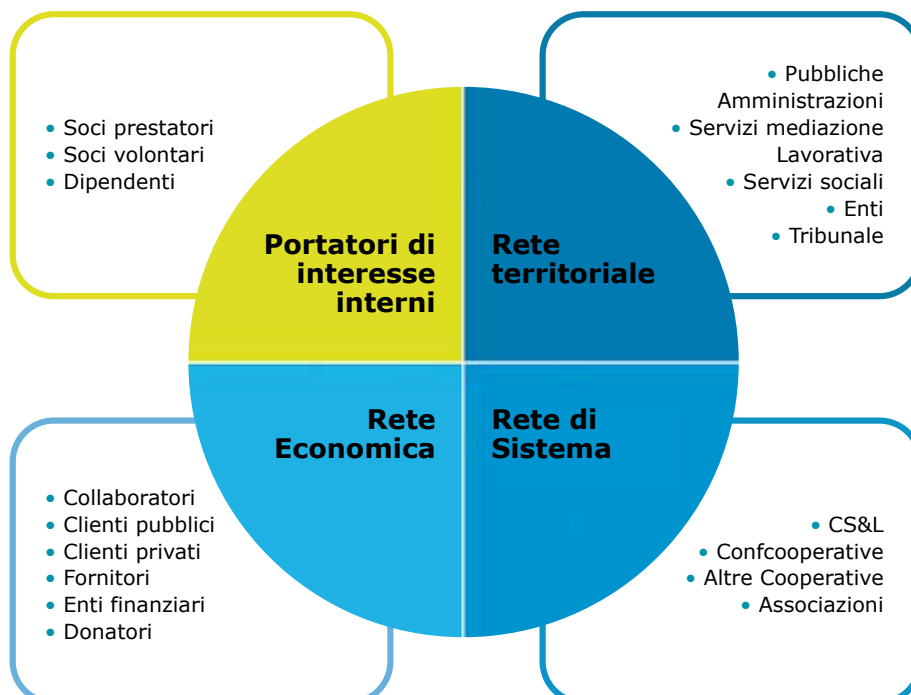 • Soci prestatori
• Soci volontari
• Dipendenti
• Pubbliche
Amministrazioni
• Servizi mediazione
Lavorativa
• Servizi sociali
• Enti
• Tribunale
Portatori di
interesse
interni
Rete
territoriale
Rete
Economica
Rete di
Sistema
• Collaboratori
• Clienti pubblici
• Clienti privati
• Fornitori
• Enti finanziari
• Donatori
• CS&L
• Confcooperative
• Altre Cooperative
• Associazioni